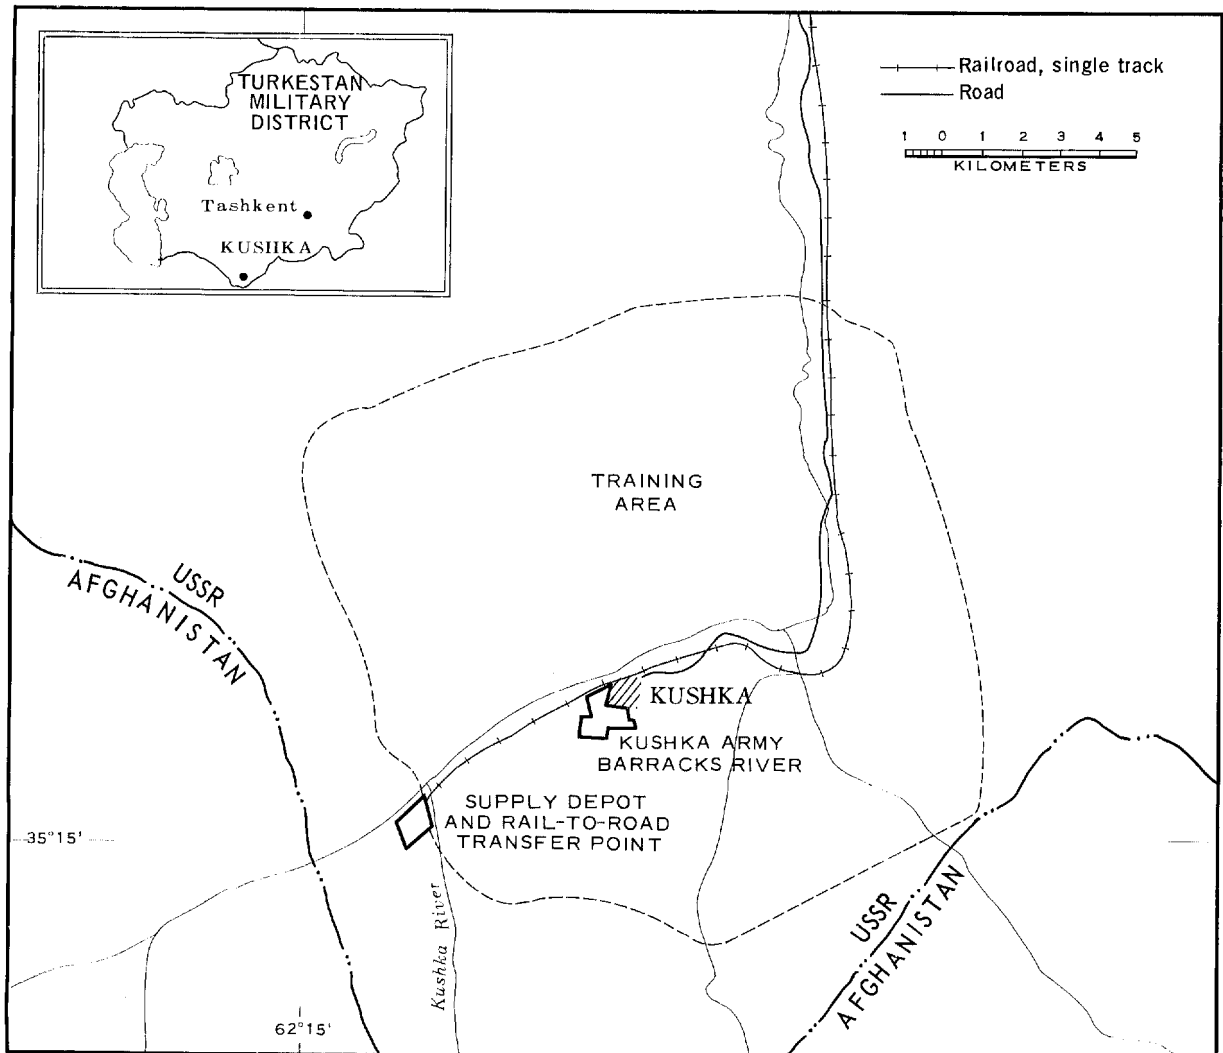 TURKESTAN
MILITARY
DISTRICT
Tashkent
KUSHKA
Railroad, single track
Road
1 0 1 2 3 4 5
KILOMETERS
TRAINING
AREA
USSR
AFGHANISTAN
KUSHKA
KUSHKA ARMY
BARRACKS RIVER
SUPPLY DEPOT
AND RAIL-TO-ROAD
TRANSFER POINT
35°15'
Kushka River
USSR
AFGHANISTAN
62°15'